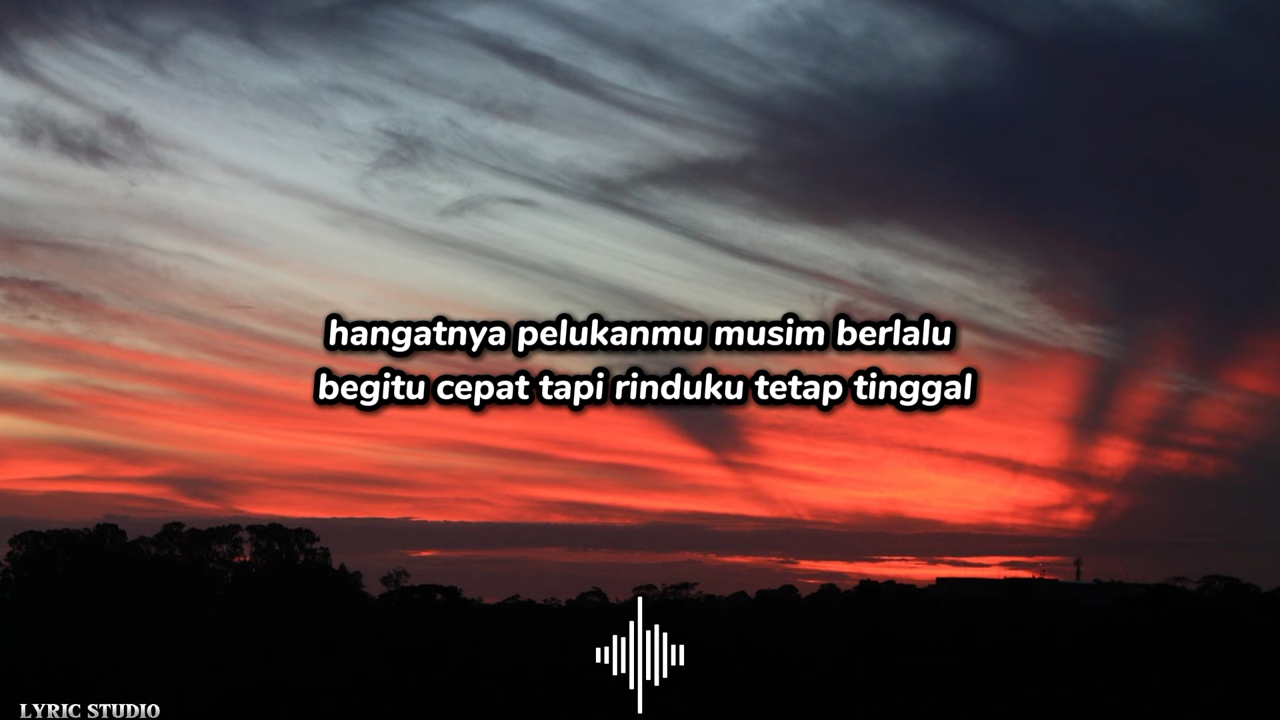 hangatnya pelukanmu musim berlalu
begitu cepat tapi rinduku tetap tinggal
LYRIC STUDIO